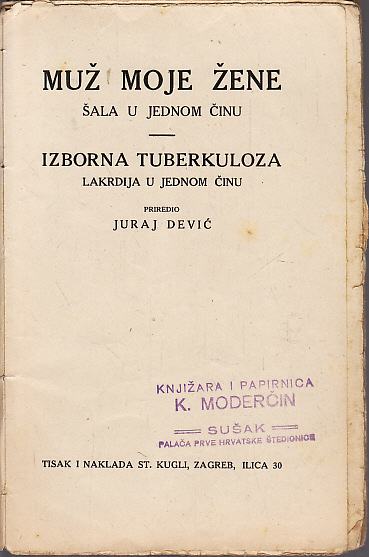 MUŽ MOJE ŽENE
ŠALA U JEDNOM ČINU
IZBORNA TUBERKULOZA
LAKRDIJA U JEDNOM ČINU
PRIREDIO
JURAJ DEVIĆ
KNJIŽARA I PAPIRNICA
K. MODERČIN
SUŠAK
PALAČA PRVE HRVATSKE ŠTEDIONICE
TISAK I NAKLADA ST. KUGLI, ZAGREB, ILICA 30